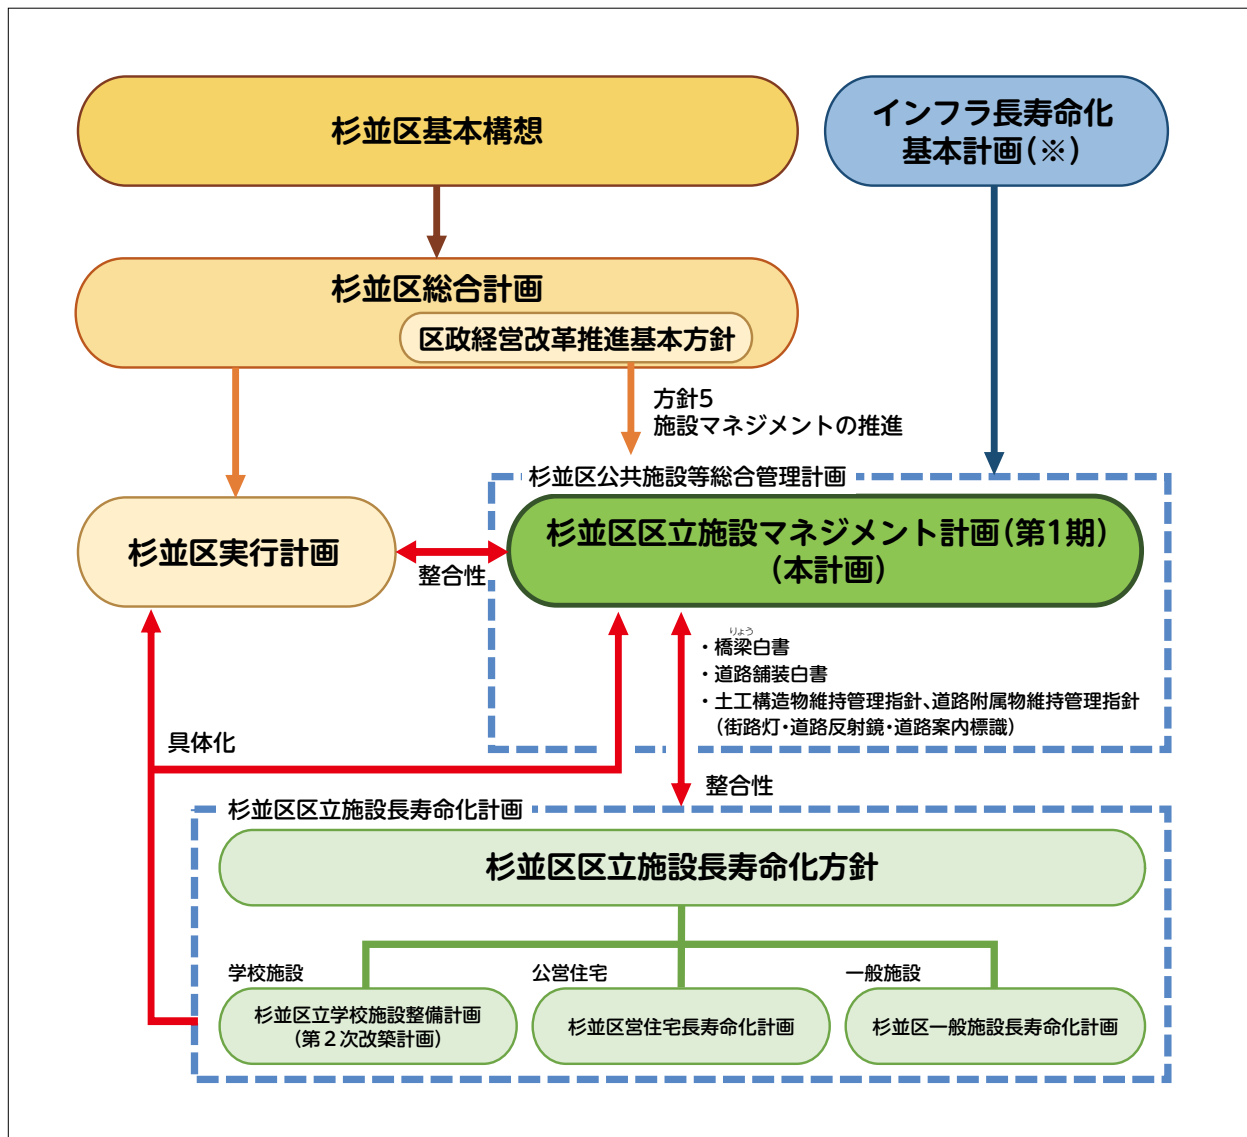 杉並区基本構想
インフラ長寿命化
基本計画(※)
杉並区総合計画
区政経営改革推進基本方針
方針5
施設マネジメントの推進
杉並区公共施設等総合管理計画
杉並区実行計画
整合性
杉並区区立施設マネジメント計画(第1期)
(本計画)
りょう
・橋梁白書
・道路舗装白書
・土工構造物維持管理指針、道路附属物維持管理指針
(街路灯・道路反射鏡・道路案内標識)
具体化
整合性
杉並区区立施設長寿命化計画
杉並区区立施設長寿命化方針
学校施設
公営住宅
一般施設
杉並区立学校施設整備計画
(第2次改築計画)
杉並区営住宅長寿命化計画
杉並区一般施設長寿命化計画